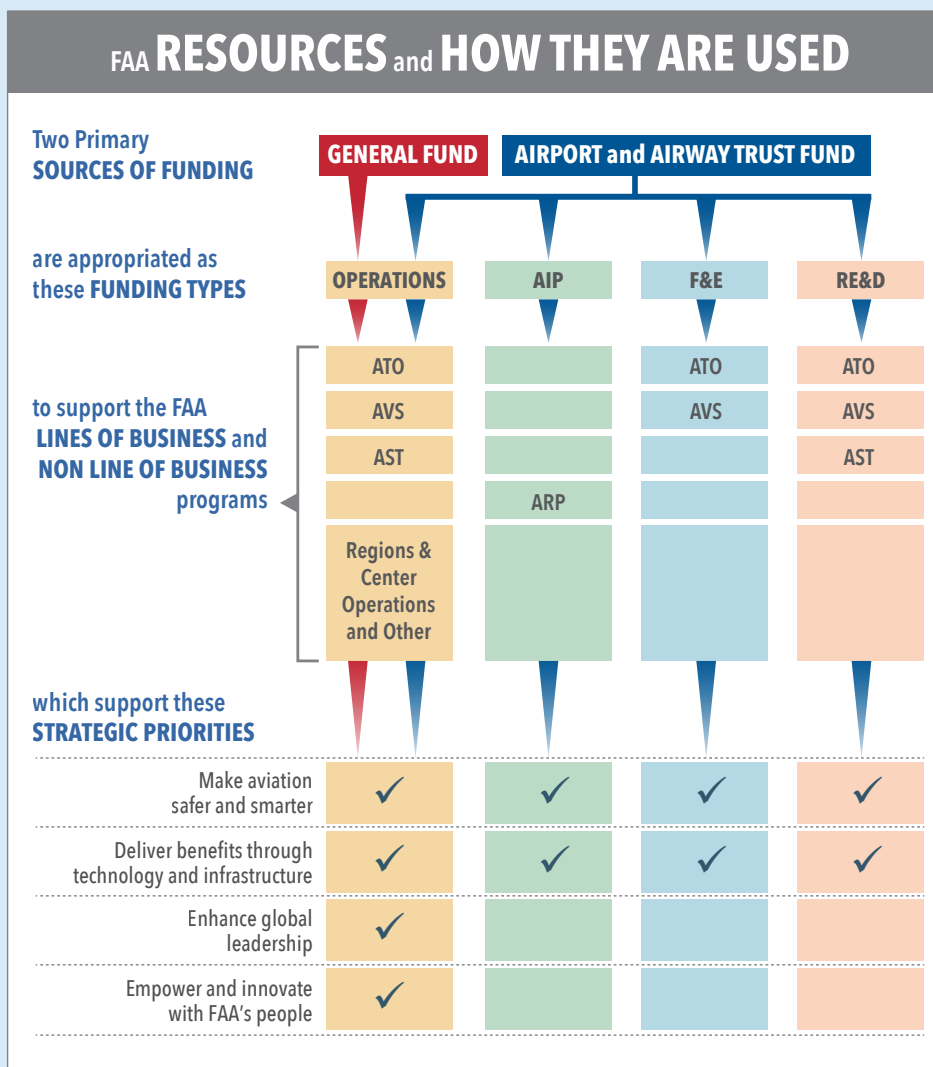 FAA RESOURCES and HOW THEY ARE USED
Two Primary
SOURCES OF FUNDING
GENERAL FUND
AIRPORT and AIRWAY TRUST FUND
are appropriated as
these FUNDING TYPES
OPERATIONS
AIP
F&E
RE&D
to support the FAA
LINES OF BUSINESS and
NON LINE OF BUSINESS
programs
ATO
ATO
ATO
AVS
AVS
AVS
AST
AST
ARP
Regions &
Center
Operations
and Other
which support these
STRATEGIC PRIORITIES
Make aviation
safer and smarter
Deliver benefits through
technology and infrastructure
Enhance global
leadership
Empower and innovate
with FAA's people